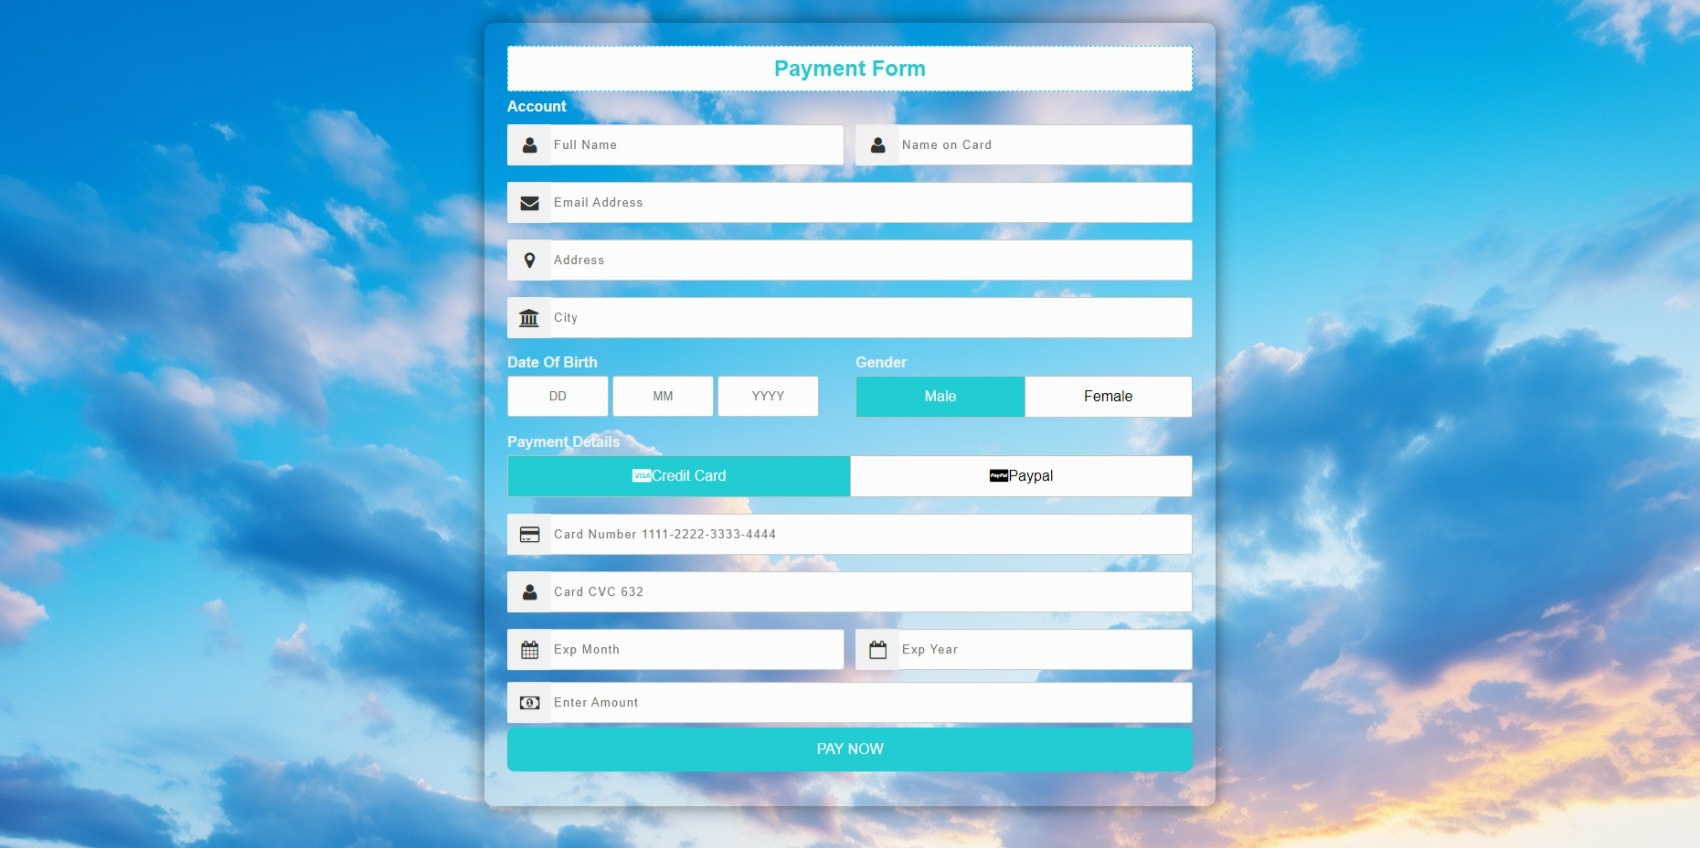 Payment Form
Account
Full Name
Name on Card
Email Address
Address
City
Date Of Birth
Gender
DD
MM
YYYY
Male
Female
Payment Details
VISA Credit Card
PayPal Paypal
Card Number 1111-2222-3333-4444
Card CVC 632
Exp Month
Exp Year
Enter Amount
PAY NOW